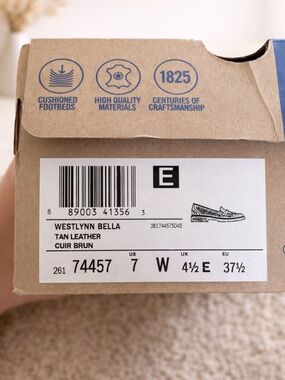 1825
CUSHIONED
FOOTBEDS
HIGH QUALITY
MATERIALS
CENTURIES OF
CRAFTSMANSHIP
E
8 89003 41356 3
WESTLYNN BELLA
TAN LEATHER
CUIR BRUN
261744575045
US UK EU
261 74457 7 W 4½ E 37½